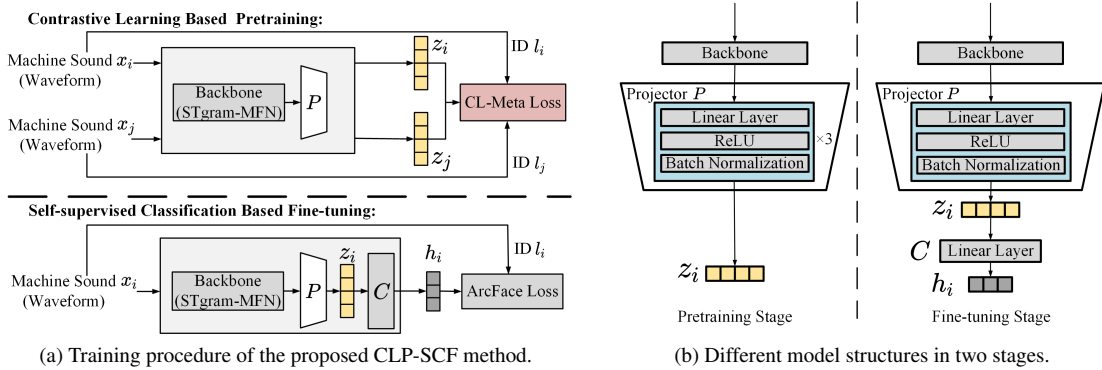 Contrastive Learning Based Pretraining:
ID l_i
Machine Sound x_i
(Waveform)
z_i
Backbone
(STgram-MFN)
P
CL-Meta Loss
Machine Sound x_j
(Waveform)
z_j
ID l_j
Self-supervised Classification Based Fine-tuning:
ID l_i
Machine Sound x_i
(Waveform)
Backbone
(STgram-MFN)
P
z_i
C
h_i
ArcFace Loss
(a) Training procedure of the proposed CLP-SCF method.
Backbone
Projector P
Linear Layer
ReLU
Batch Normalization
×3
z_i
Pretraining Stage
Backbone
Projector P
Linear Layer
ReLU
Batch Normalization
z_i
C
Linear Layer
h_i
Fine-tuning Stage
(b) Different model structures in two stages.